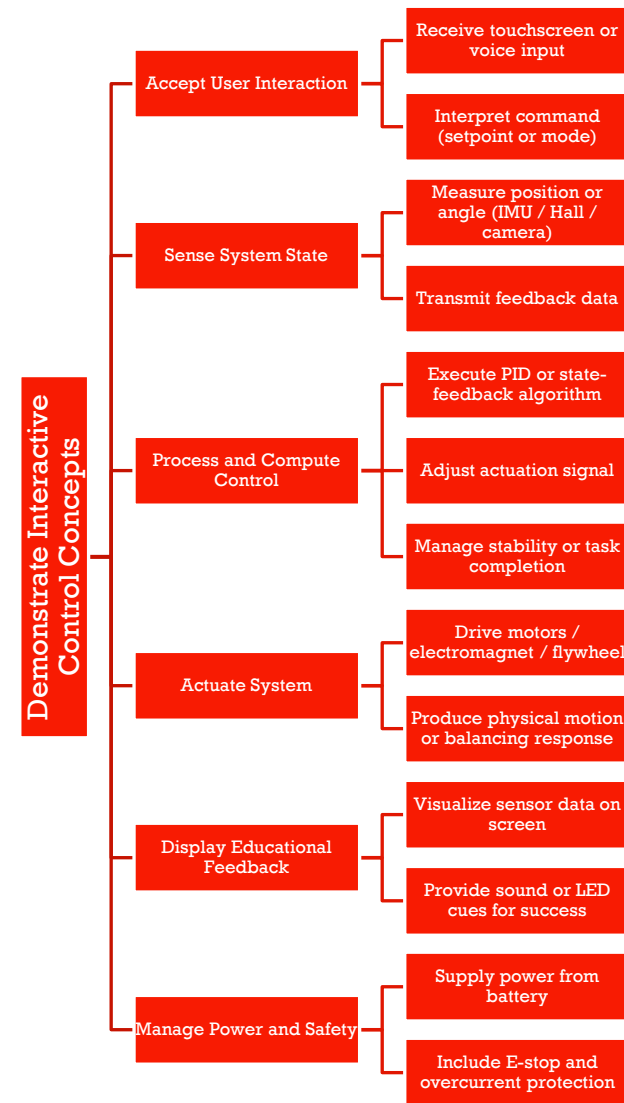 Demonstrate Interactive
Control Concepts
Accept User Interaction
Receive touchscreen or
voice input
Interpret command
(setpoint or mode)
Sense System State
Measure position or
angle (IMU / Hall /
camera)
Transmit feedback data
Process and Compute
Control
Execute PID or state-
feedback algorithm
Adjust actuation signal
Manage stability or task
completion
Actuate System
Drive motors /
electromagnet / flywheel
Produce physical motion
or balancing response
Display Educational
Feedback
Visualize sensor data on
screen
Provide sound or LED
cues for success
Manage Power and Safety
Supply power from
battery
Include E-stop and
overcurrent protection